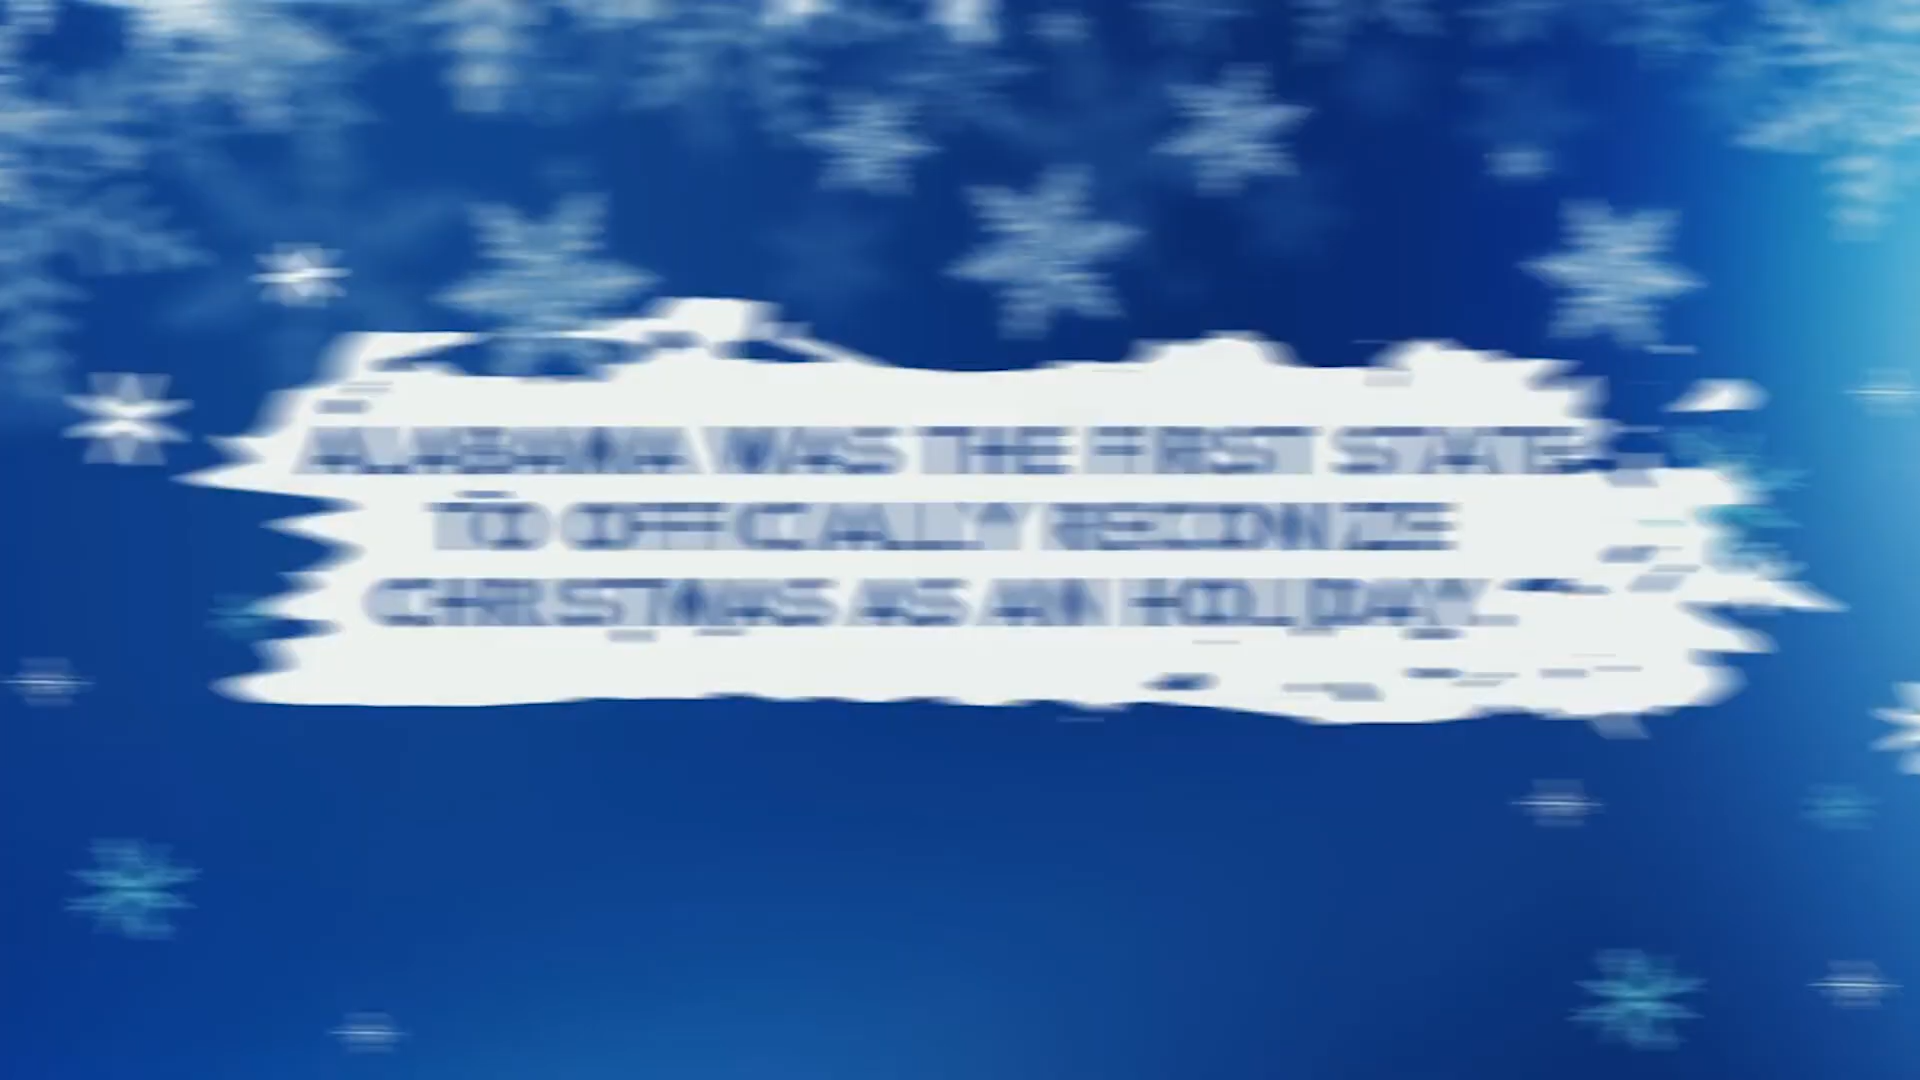 ALABAMA WAS THE FIRST STATE
TO OFFICIALLY RECOGNIZE
CHRISTMAS AS AN HOLIDAY.